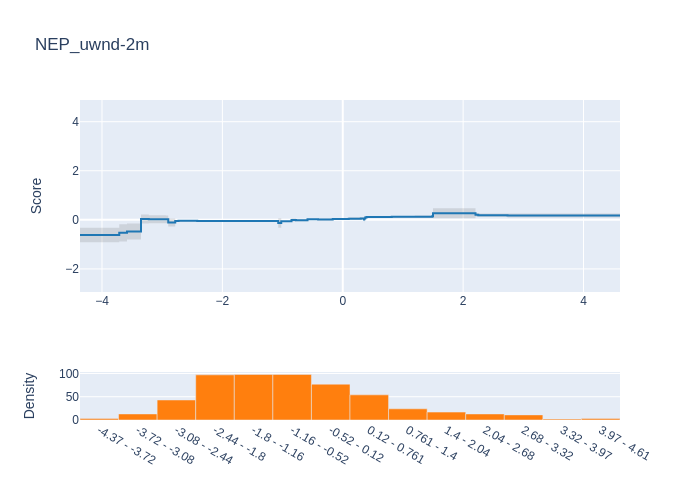 NEP_uwnd-2m
Score
4
2
0
−2
−4
−2
0
2
4
Density
100
50
0
-4.37 - -3.72
-3.72 - -3.08
-3.08 - -2.44
-2.44 - -1.8
-1.8 - -1.16
-1.16 - -0.52
-0.52 - 0.12
0.12 - 0.761
0.761 - 1.4
1.4 - 2.04
2.04 - 2.68
2.68 - 3.32
3.32 - 3.97
3.97 - 4.61